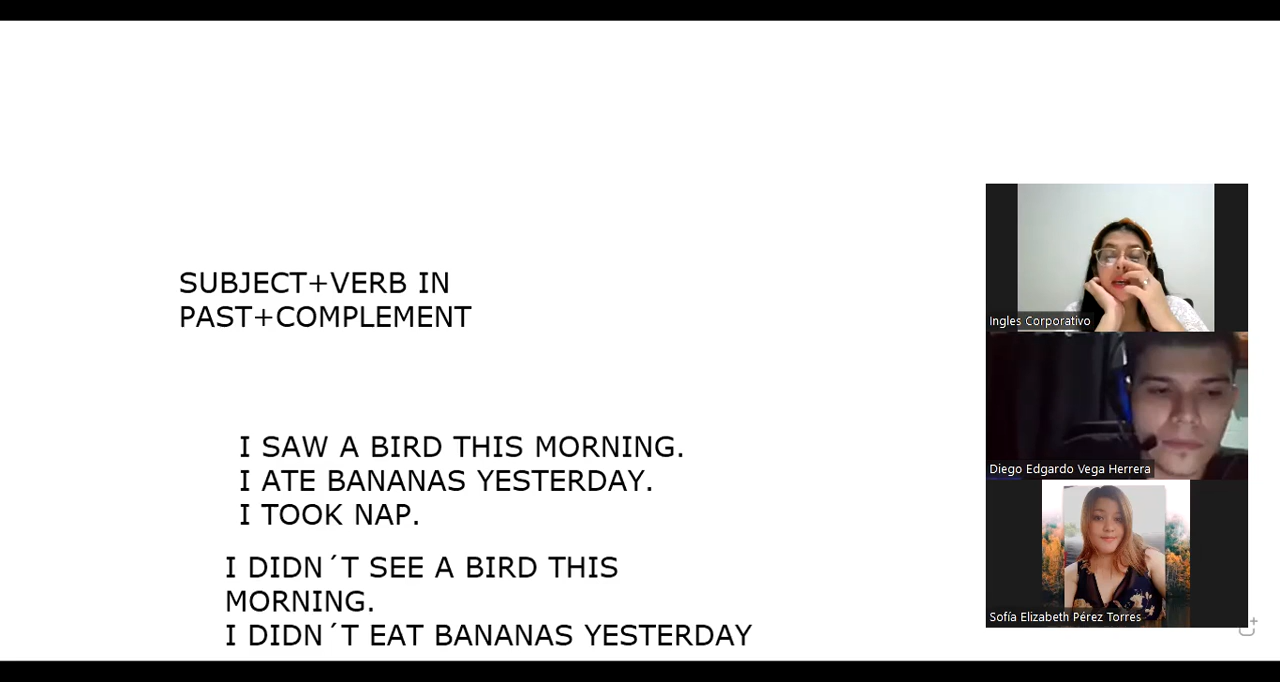 SUBJECT+VERB IN
PAST+COMPLEMENT
I SAW A BIRD THIS MORNING.
I ATE BANANAS YESTERDAY.
I TOOK NAP.
I DIDN´T SEE A BIRD THIS
MORNING.
I DIDN´T EAT BANANAS YESTERDAY
Ingles Corporativo
Diego Edgardo Vega Herrera
Sofía Elizabeth Pérez Torres